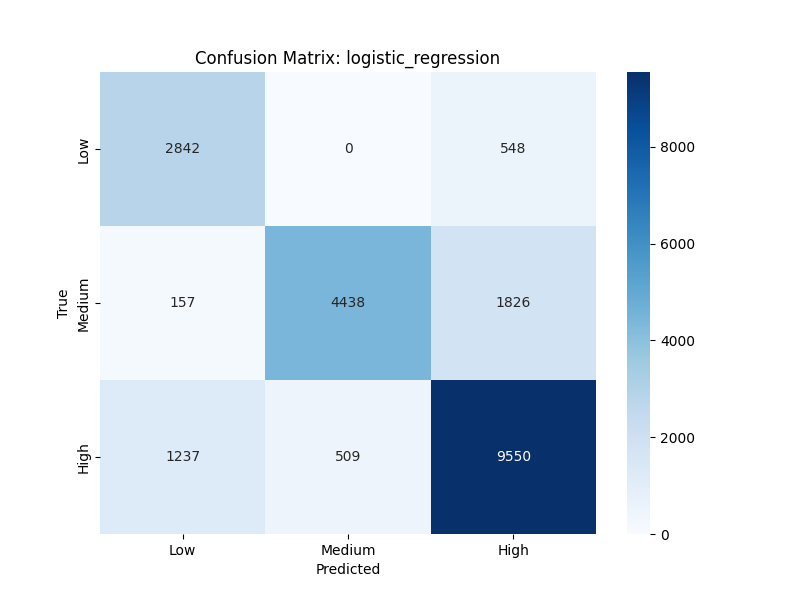 Confusion Matrix: logistic_regression
Low
2842
0
548
8000
6000
True
Medium
157
4438
1826
4000
High
1237
509
9550
2000
0
Low
Medium
High
Predicted